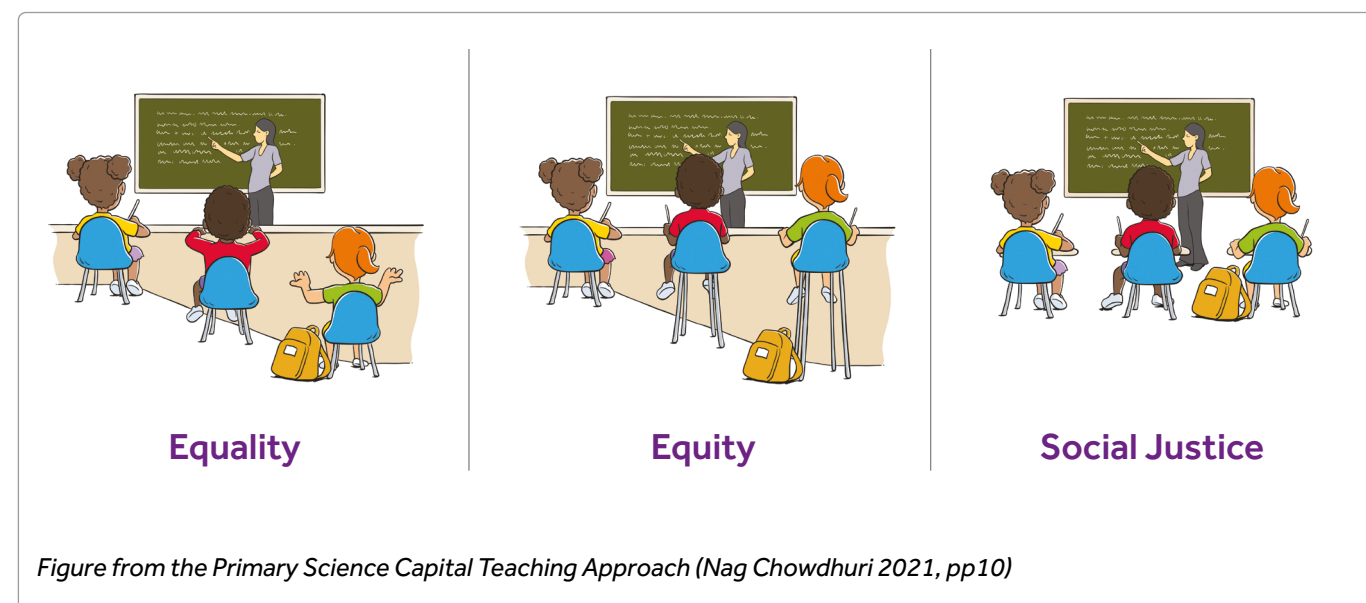 Equality
Equity
Social Justice
Figure from the Primary Science Capital Teaching Approach (Nag Chowdhuri 2021, pp10)